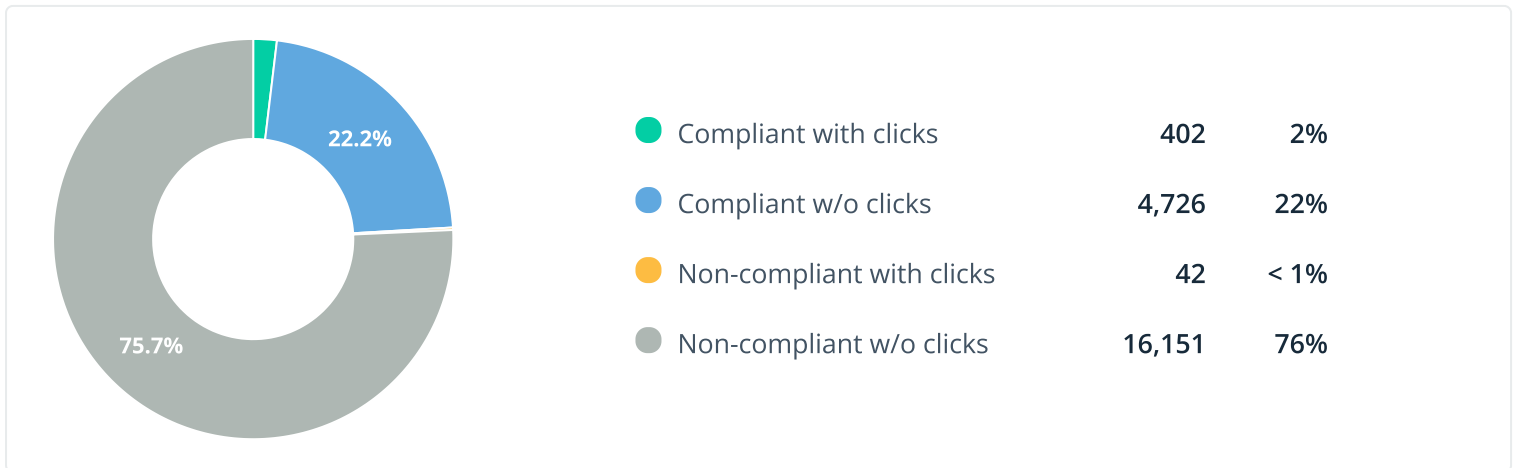 22.2%
75.7%
Compliant with clicks 402 2%
Compliant w/o clicks 4,726 22%
Non-compliant with clicks 42 < 1%
Non-compliant w/o clicks 16,151 76%